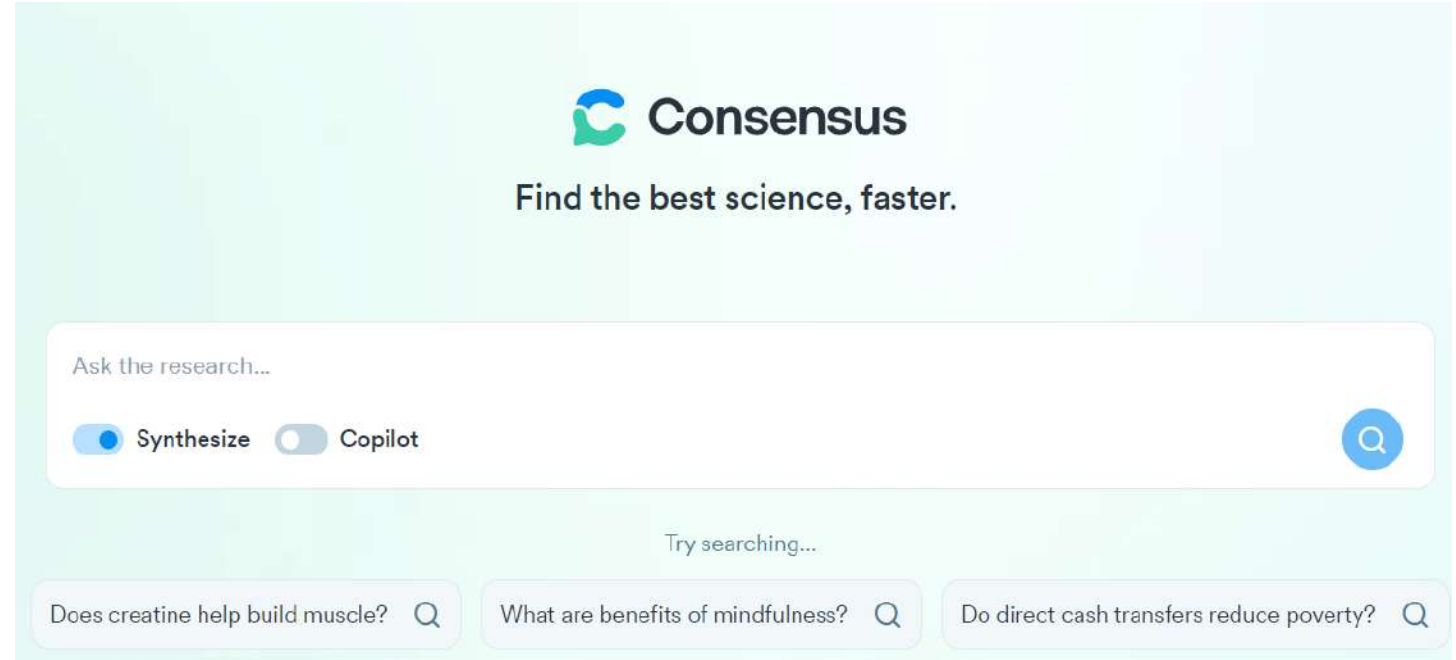 Consensus
Find the best science, faster.
Ask the research...
Synthesize Copilot
Try searching...
Does creatine help build muscle? What are benefits of mindfulness? Do direct cash transfers reduce poverty?